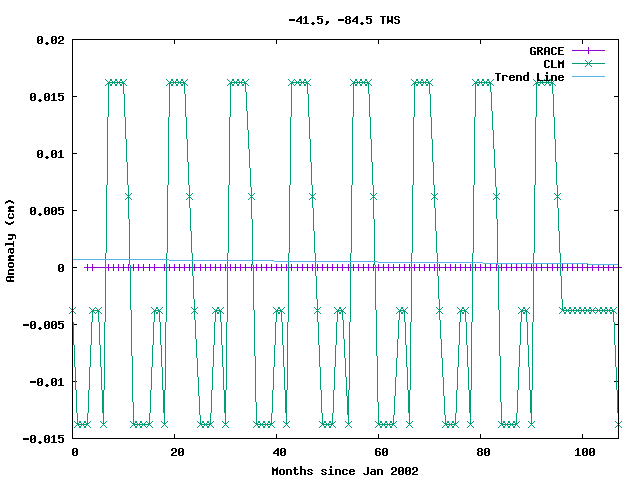 -41.5, -84.5 TWS
GRACE
CLM
Trend Line
0.02
0.015
0.01
0.005
0
-0.005
-0.01
-0.015
Anomaly (cm)
0 20 40 60 80 100
Months since Jan 2002